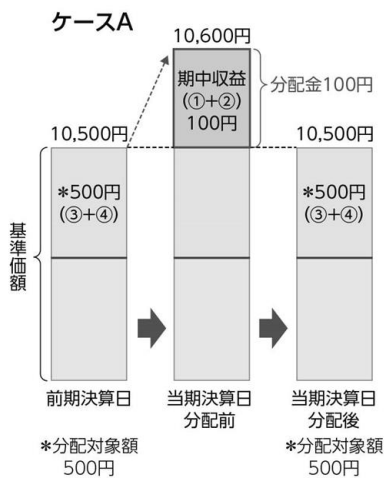 ケースA
10,600円
期中収益
(①+②)
100円
分配金100円
10,500円
10,500円
*500円
(③+④)
*500円
(③+④)
基準価額
前期決算日
当期決算日
分配前
当期決算日
分配後
*分配対象額
500円
*分配対象額
500円